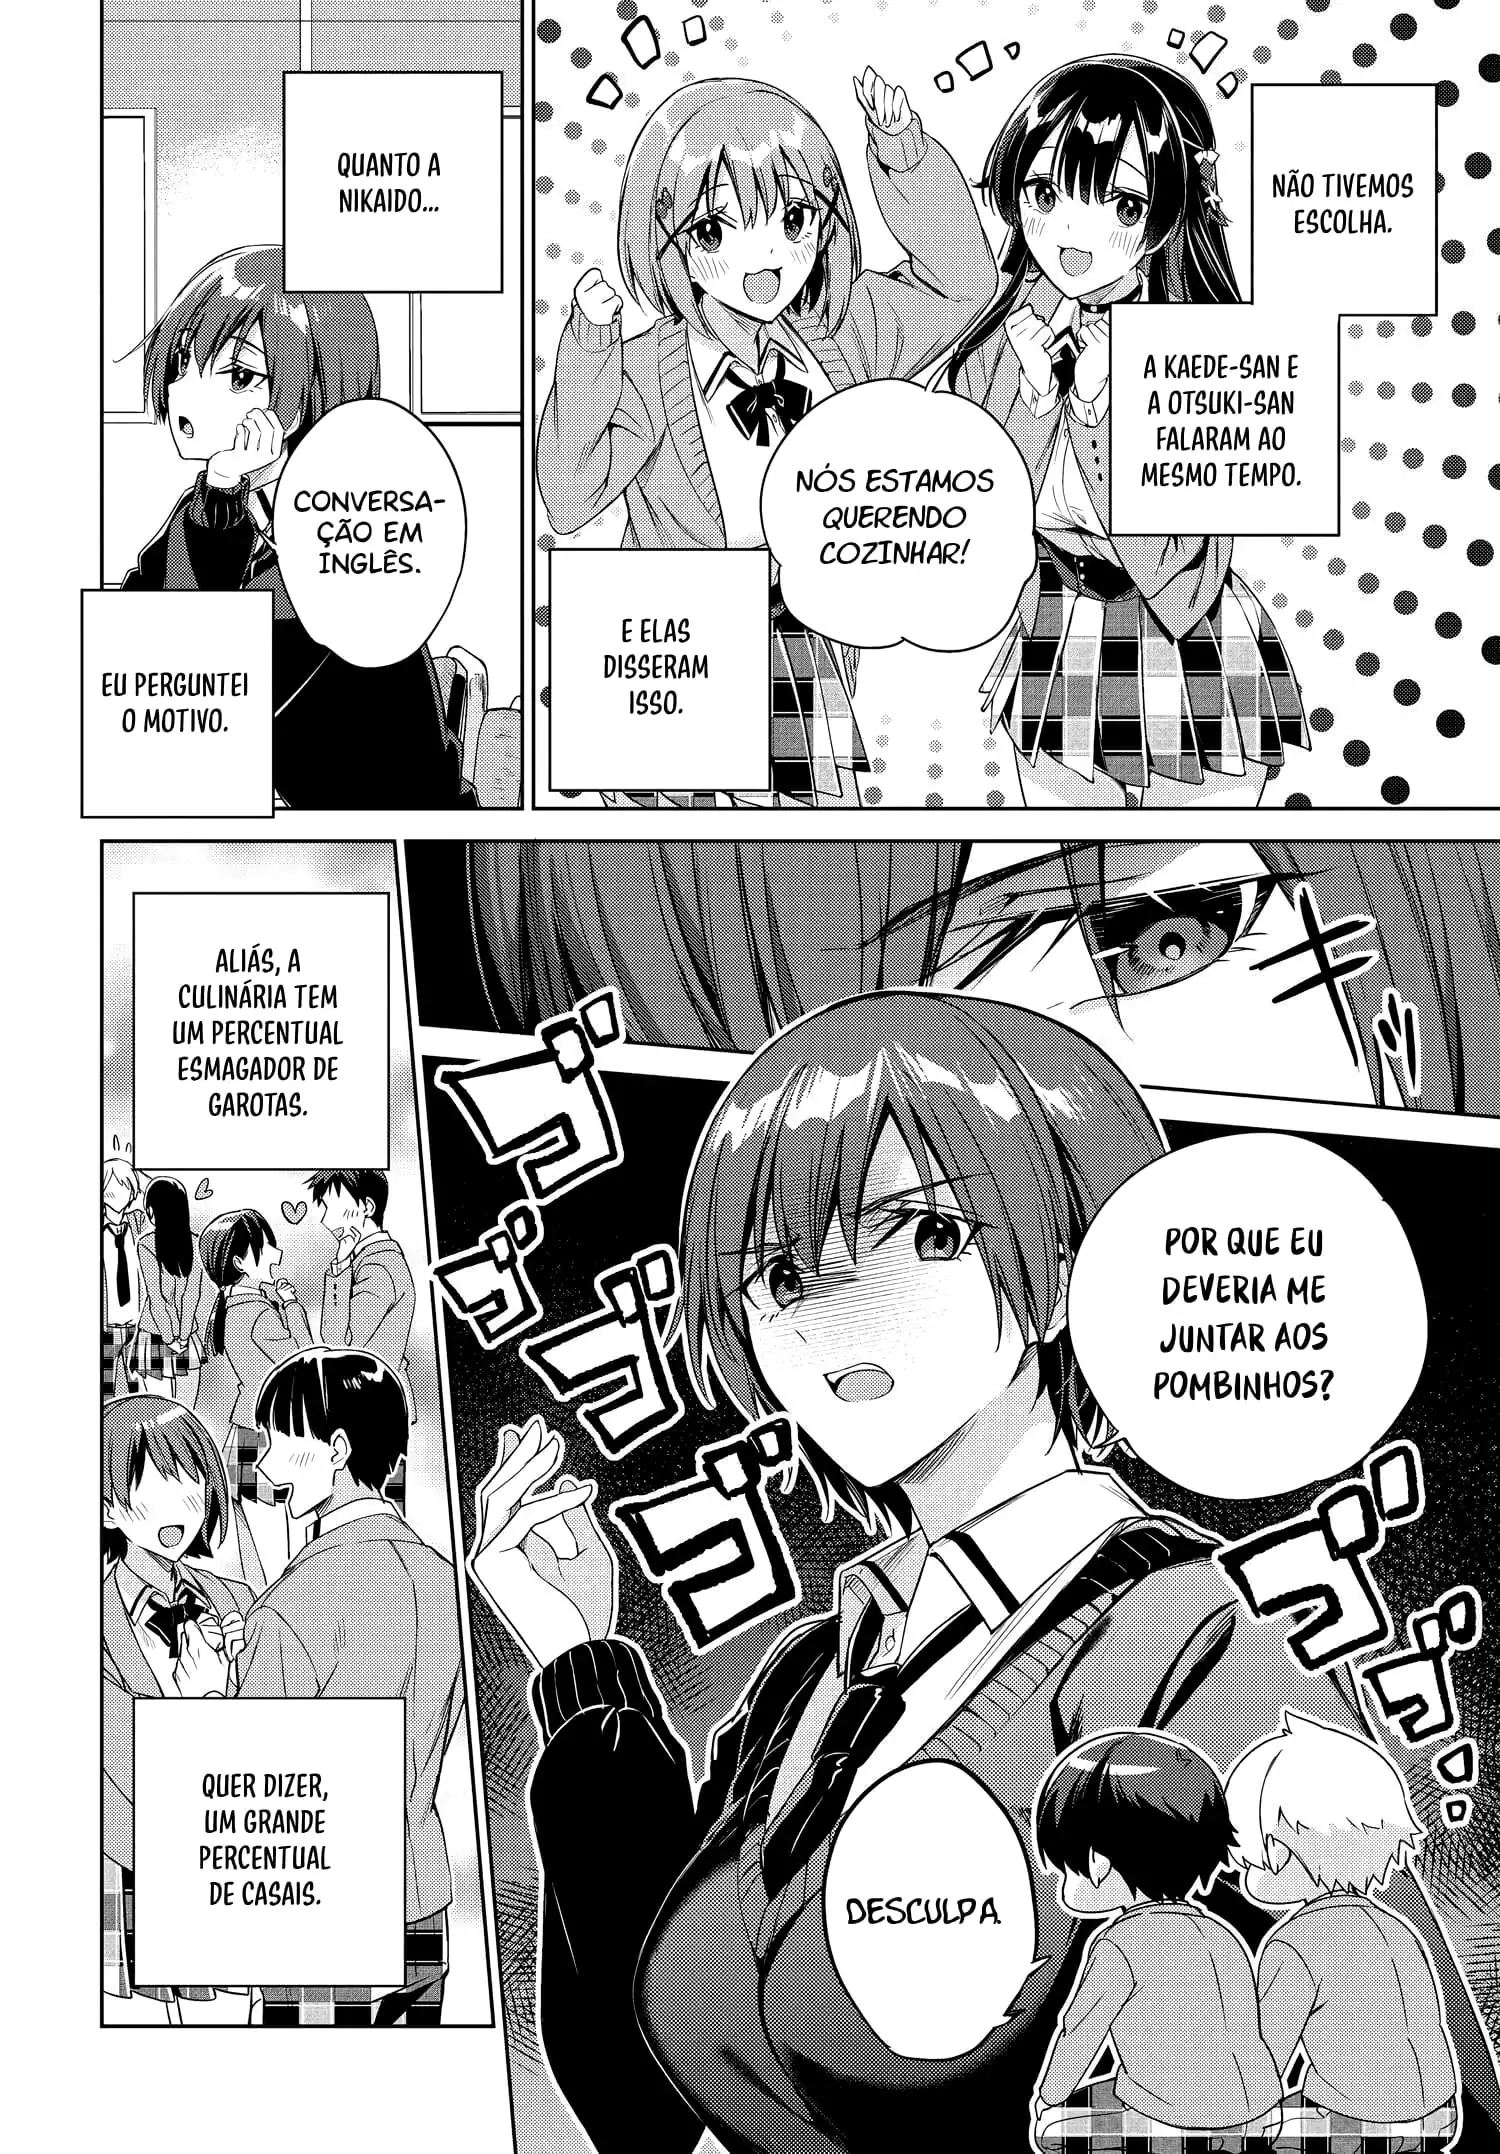 NÃO TIVEMOS
ESCOLHA.
A KAEDE-SAN E
A OTSUKI-SAN
FALARAM AO
MESMO TEMPO.
NÓS ESTAMOS
QUERENDO
COZINHAR!
E ELAS
DISSERAM
ISSO.
QUANTO A
NIKAIDO...
CONVERSA-
ÇÃO EM
INGLÊS.
EU PERGUNTEI
O MOTIVO.
ギロ
POR QUE EU
DEVERIA ME
JUNTAR AOS
POMBINHOS?
ゴゴゴゴゴ
ゴゴ
DESCULPA.
ALIÁS, A
CULINÁRIA TEM
UM PERCENTUAL
ESMAGADOR DE
GAROTAS.
QUER DIZER,
UM GRANDE
PERCENTUAL
DE CASAIS.